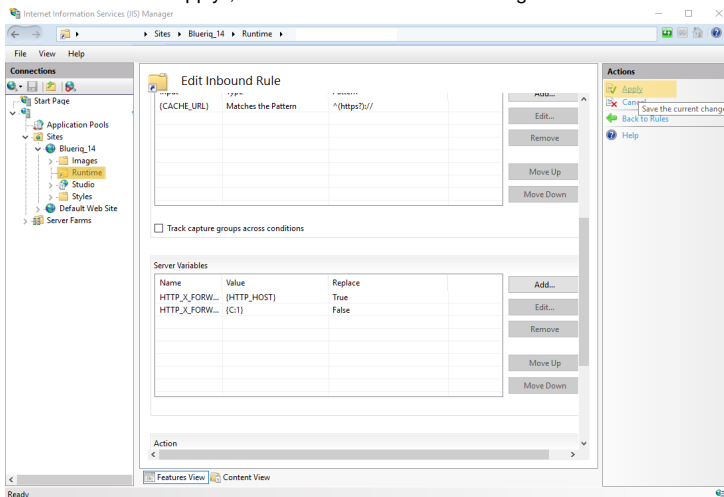 Internet Information Services (IIS) Manager
Sites
Blueriq_14
Runtime
File View Help
Connections
Start Page
Application Pools
Sites
Blueriq_14
Images
Runtime
Studio
Styles
Default Web Site
Server Farms
Edit Inbound Rule
{CACHE_URL} Matches the Pattern ^(https?)://
Edit...
Remove
Move Up
Move Down
Track capture groups across conditions
Server Variables
Name Value Replace
HTTP_X_FORW... {HTTP_HOST} True
HTTP_X_FORW... {C:1} False
Add...
Edit...
Remove
Move Up
Move Down
Action
Features View Content View
Actions
Apply
Cancel
Save the current change
Back to Rules
Help
Ready